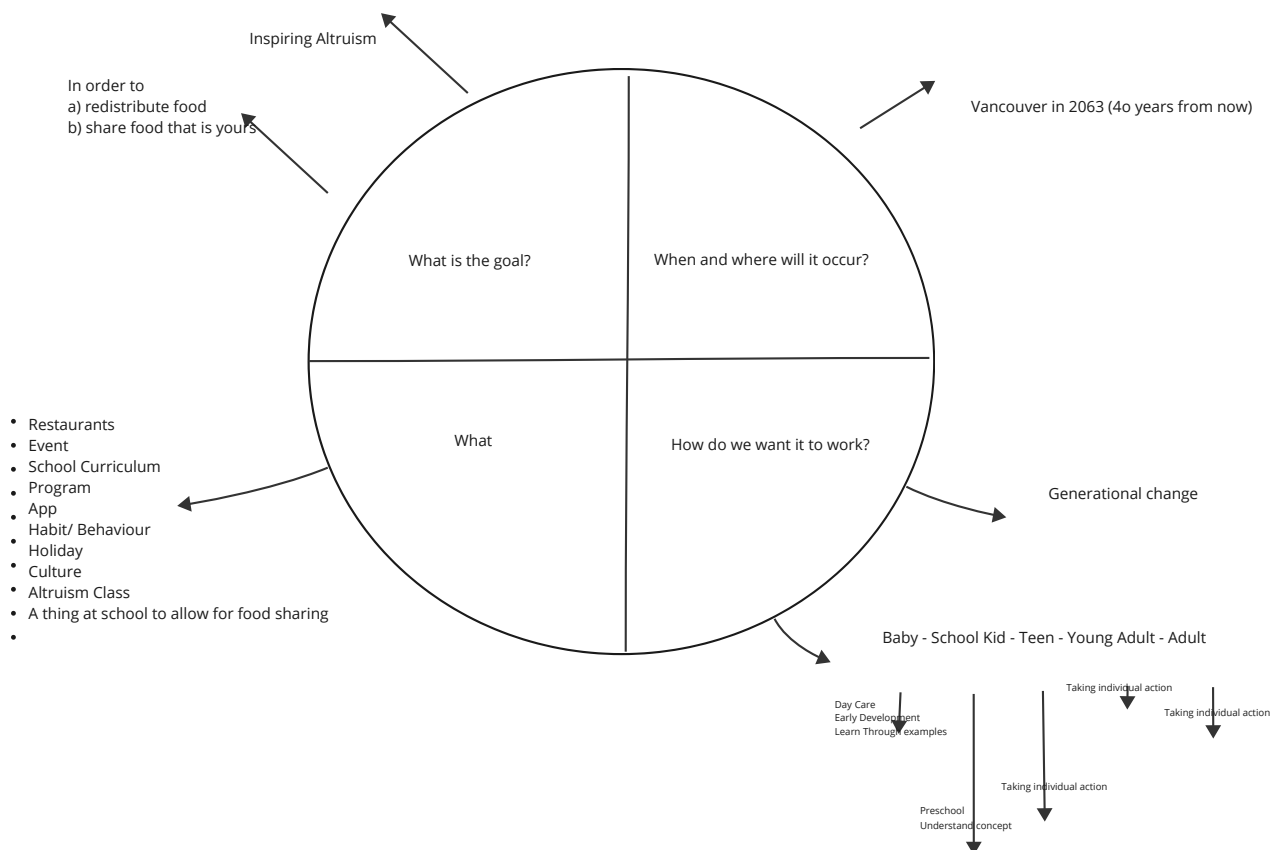 Inspiring Altruism
In order to
a) redistribute food
b) share food that is yours
Vancouver in 2063 (4o years from now)
What is the goal?
When and where will it occur?
What
How do we want it to work?
• Restaurants
• Event
• School Curriculum
• Program
• App
• Habit/ Behaviour
• Holiday
• Culture
• Altruism Class
• A thing at school to allow for food sharing
•
Generational change
Baby - School Kid - Teen - Young Adult - Adult
Day Care
Early Development
Learn Through examples
Preschool
Understand concept
Taking individual action
Taking individual action
Taking individual action